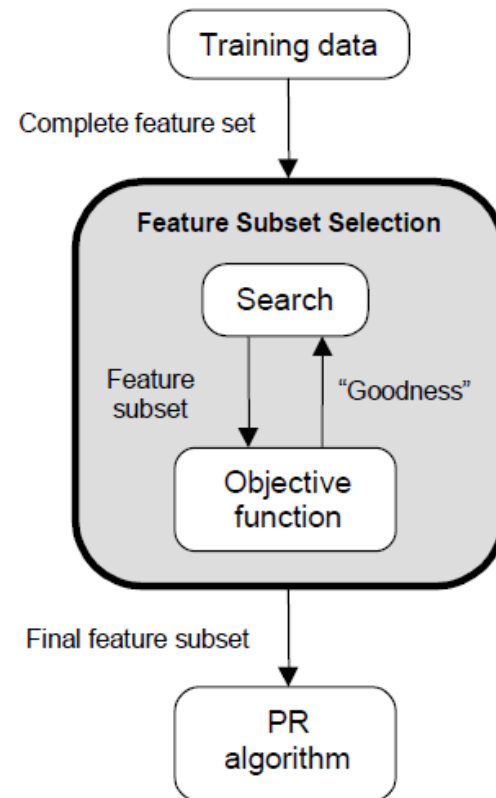 Training data
Complete feature set
Feature Subset Selection
Search
Feature
subset
“Goodness”
Objective
function
Final feature subset
PR
algorithm